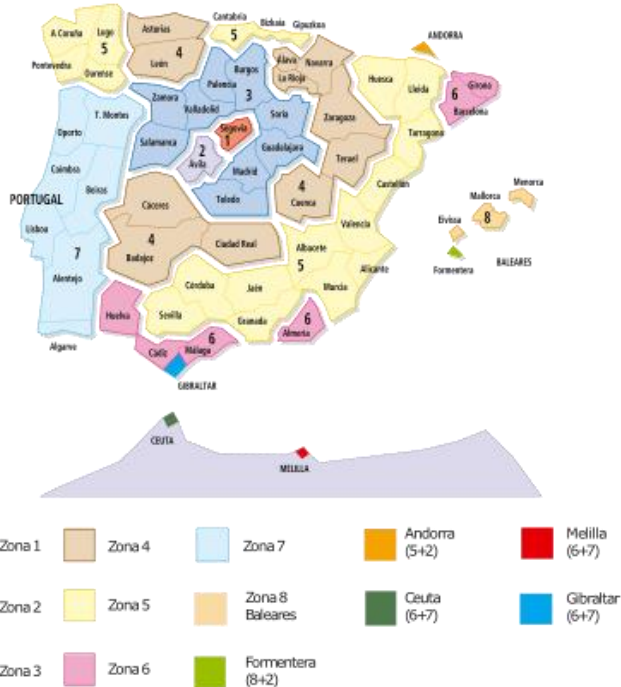 Cantabria
Bizkaia
Gipuzkoa
A Coruña
Lugo
5
Asturias
4
5
ANDORRA
Pontevedra
Ourense
León
Burgos
Álava
Navarra
La Rioja
Huesca
Lleida
6
Girona
Barcelona
Palencia
3
Zamora
Valladolid
T. Montes
Soria
Zaragoza
Oporto
Segovia
1
Tarragona
Salamanca
2
Ávila
Guadalajara
Teruel
Coimbra
Madrid
Castellón
Menorca
Beiras
4
Mallorca
PORTUGAL
Cáceres
Toledo
Cuenca
8
Eivissa
Lisboa
Valencia
4
Ciudad Real
Albacete
7
Badajoz
5
Formentera
BALEARES
Alentejo
Alicante
Córdoba
Jaén
Murcia
Huelva
Sevilla
Granada
6
Almería
Algarve
Cádiz
Málaga
6
GIBRALTAR
CEUTA
MELILLA
Zona 1
Zona 4
Zona 7
Andorra
(5+2)
Melilla
(6+7)
Zona 2
Zona 5
Zona 8
Baleares
Ceuta
(6+7)
Gibraltar
(6+7)
Zona 3
Zona 6
Formentera
(8+2)